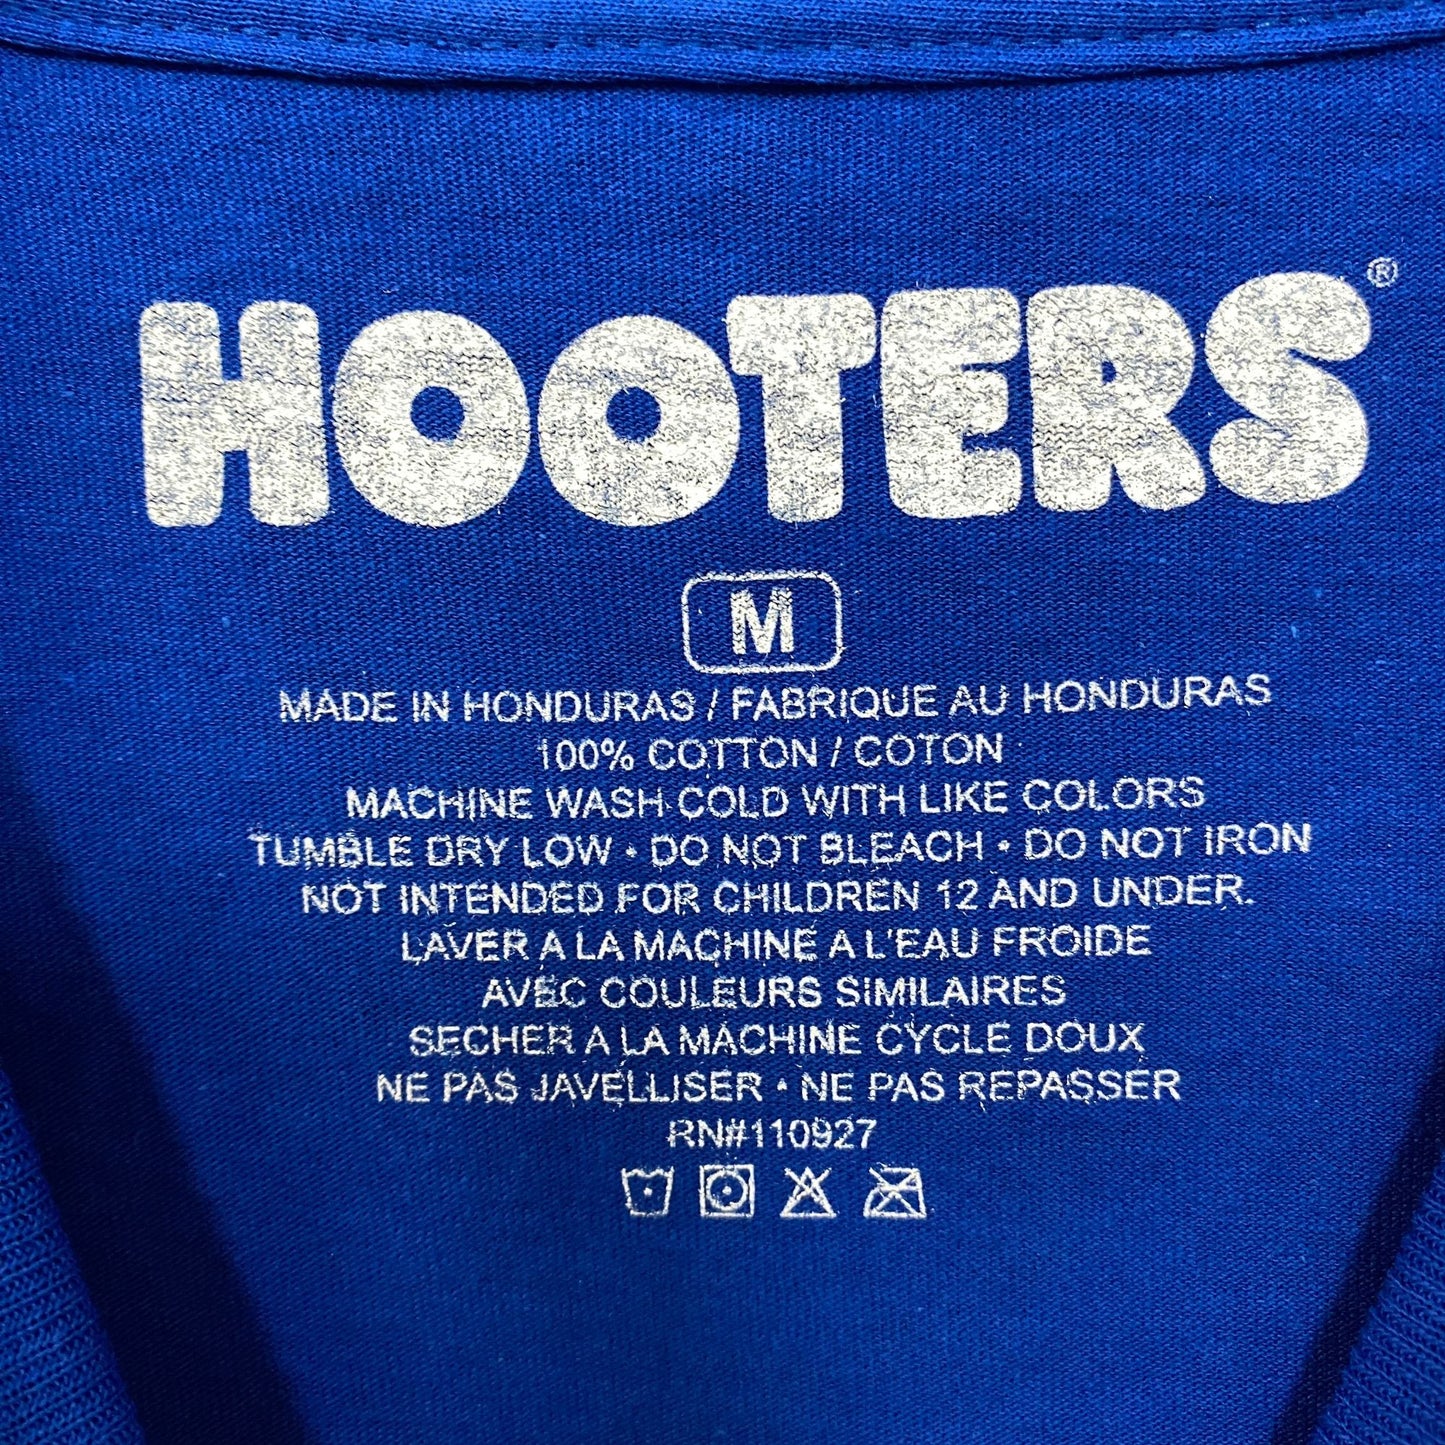 HOOTERS®
M
MADE IN HONDURAS / FABRIQUE AU HONDURAS
100% COTTON / COTON
MACHINE WASH COLD WITH LIKE COLORS
TUMBLE DRY LOW • DO NOT BLEACH • DO NOT IRON
NOT INTENDED FOR CHILDREN 12 AND UNDER.
LAVER A LA MACHINE A L'EAU FROIDE
AVEC COULEURS SIMILAIRES
SECHER A LA MACHINE CYCLE DOUX
NE PAS JAVELLISER • NE PAS REPASSER
RN#110927